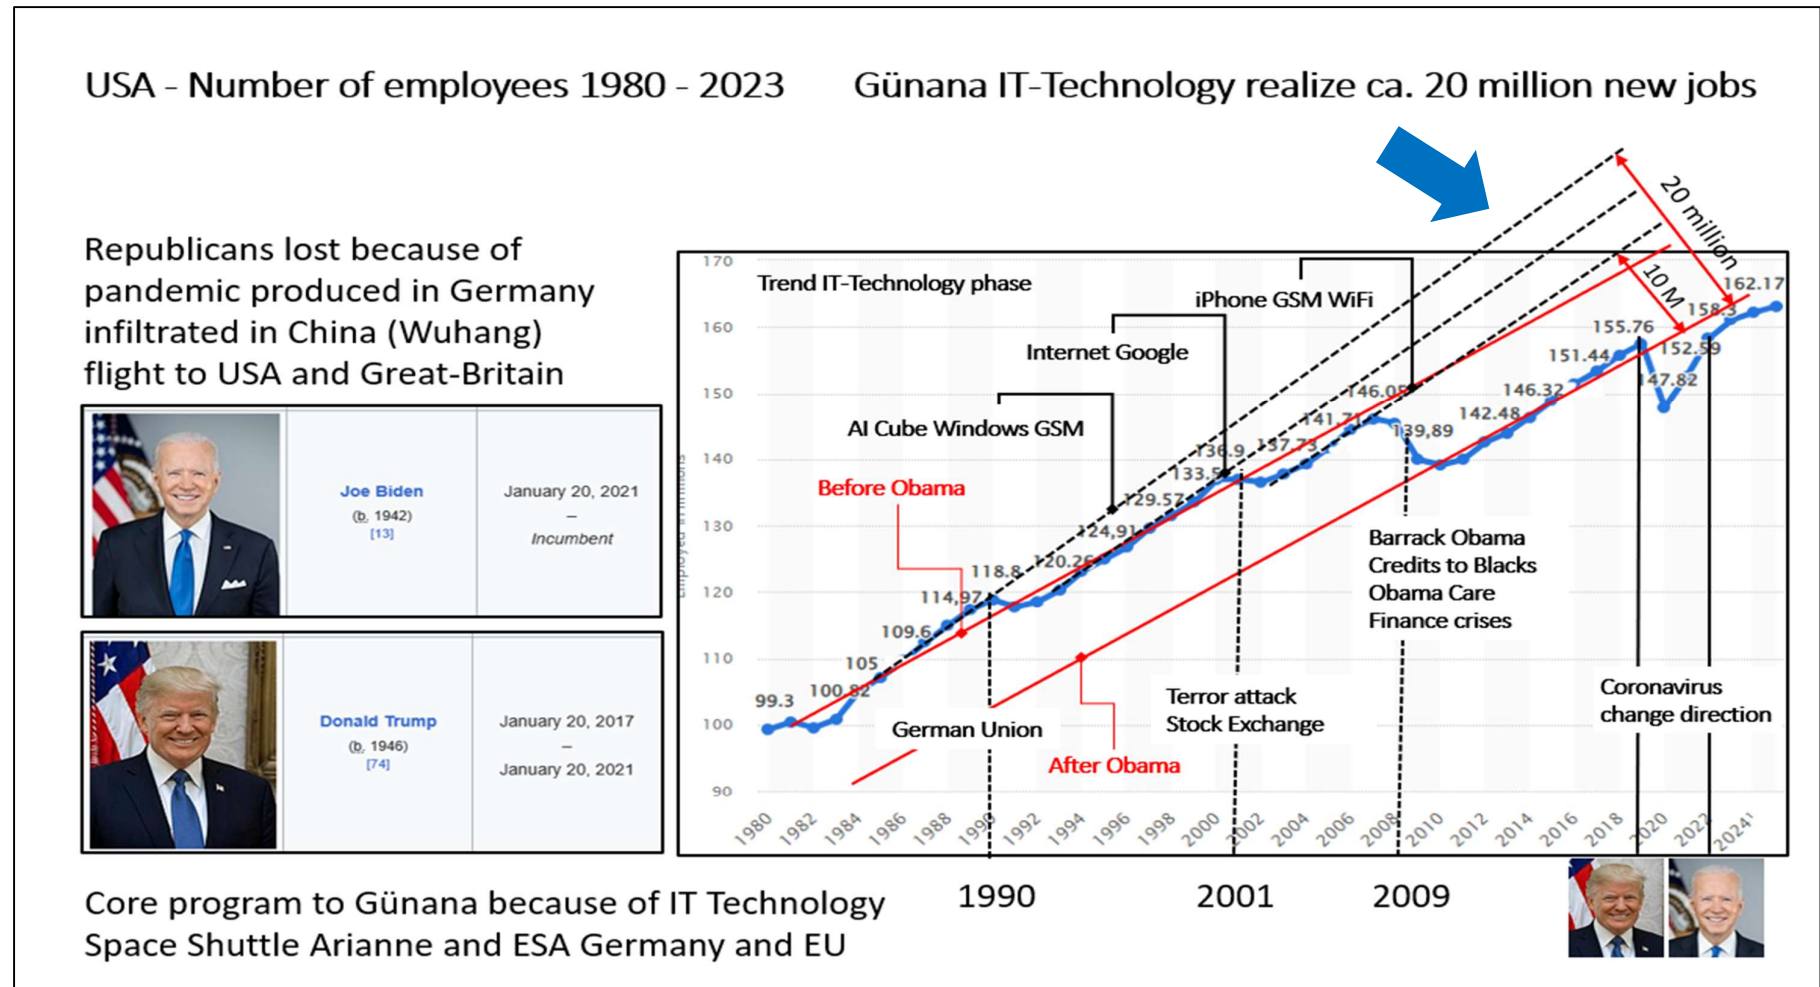 USA - Number of employees 1980 - 2023
Günana IT-Technology realize ca. 20 million new jobs
Republicans lost because of
pandemic produced in Germany
infiltrated in China (Wuhang)
flight to USA and Great-Britain
Joe Biden
(b. 1942)
[13]
January 20, 2021
–
Incumbent
Donald Trump
(b. 1946)
[74]
January 20, 2017
–
January 20, 2021
Core program to Günana because of IT Technology
Space Shuttle Arianne and ESA Germany and EU
20 million
10 M
Trend IT-Technology phase
iPhone GSM WiFi
Internet Google
AI Cube Windows GSM
Before Obama
After Obama
German Union
Terror attack
Stock Exchange
Barrack Obama
Credits to Blacks
Obama Care
Finance crises
Coronavirus
change direction
170
160
150
140
130
120
110
100
90
99.3
100.82
105
109.6
114,97
118.8
120.26
124,91
129.57
136.9
137.73
141.71
139,89
142.48
146.32
151.44
155.76
147.82
152.59
158.3
162.17
1980
1982
1984
1986
1988
1990
1992
1994
1996
1998
2000
2002
2004
2006
2008
2010
2012
2014
2016
2018
2020
2022
2024¹
1990
2001
2009